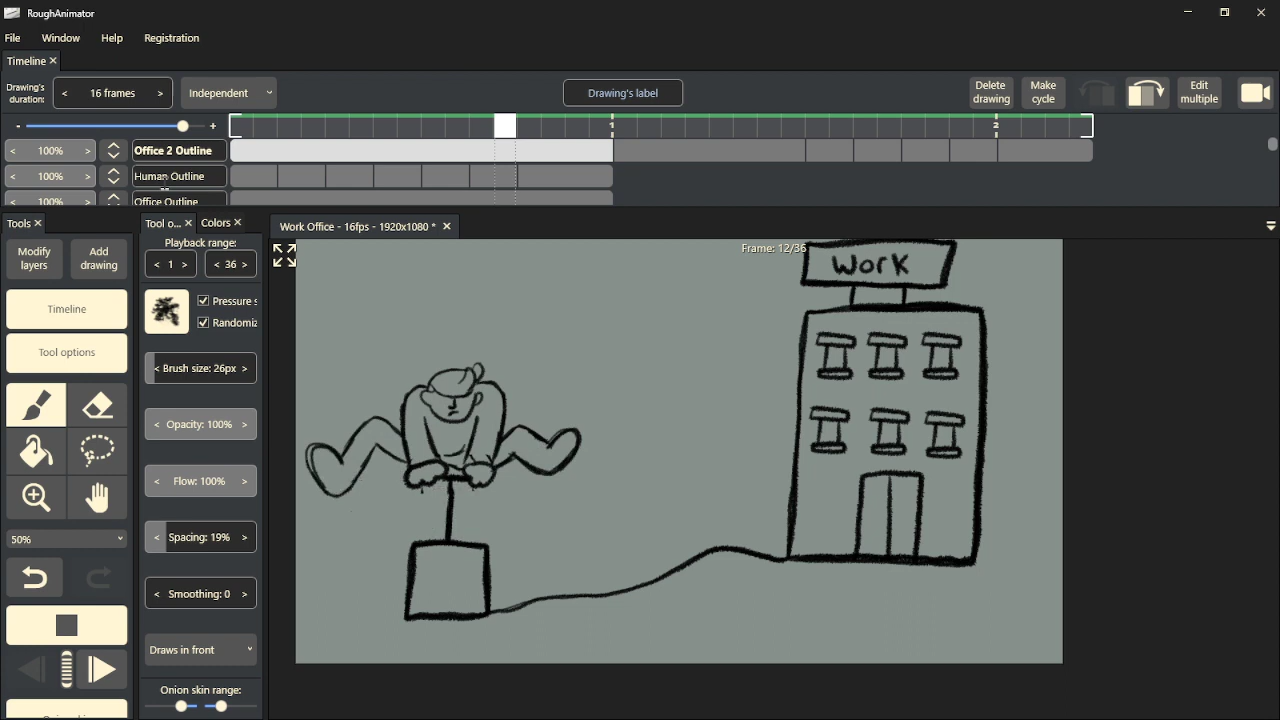 RoughAnimator
File Window Help Registration
Timeline
Drawing's duration: < 16 frames > Independent Drawing's label Delete drawing Make cycle Edit multiple
- +
1 2
< 100% > Office 2 Outline
< 100% > Human Outline
< 100% > Office Outline
Tools Tool o... Colors Work Office - 16fps - 1920x1080 *
Modify layers Add drawing
Playback range:
< 1 > < 36 >
Frame: 12/36
Work
Timeline
Pressure s
Randomiz
Tool options
< Brush size: 26px >
< Opacity: 100% >
< Flow: 100% >
50%
< Spacing: 19% >
< Smoothing: 0 >
Draws in front
Onion skin range: